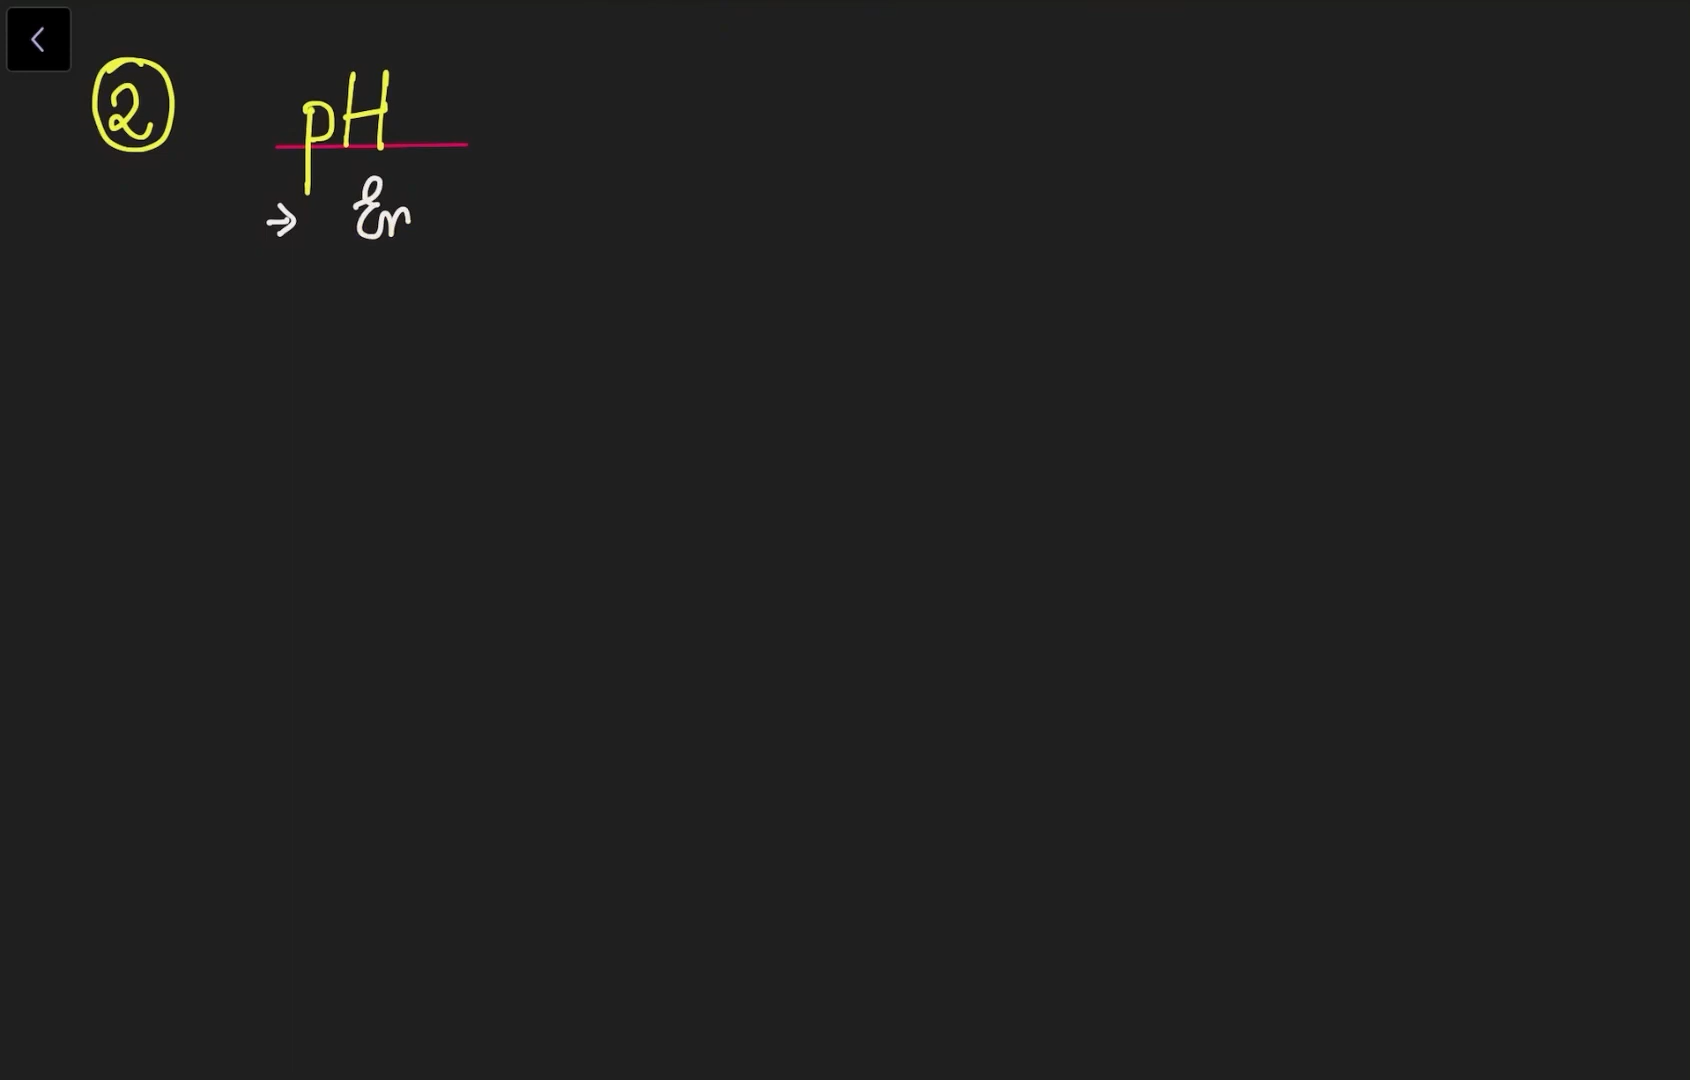 ② pH
→ En